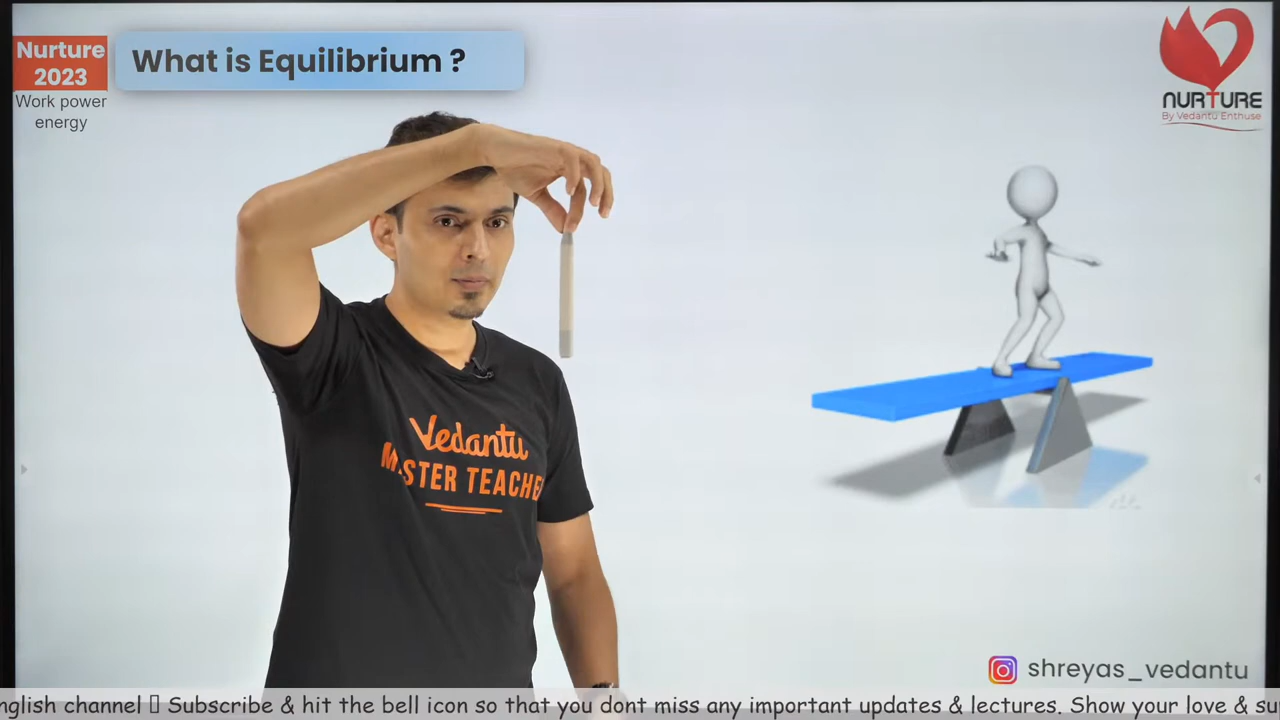 Nurture
2023
Work power
energy
What is Equilibrium ?
NURTURE
By Vedantu Enthuse
Vedantu
MASTER TEACHE
shreyas_vedantu
nglish channel Subscribe & hit the bell icon so that you dont miss any important updates & lectures. Show your love & su